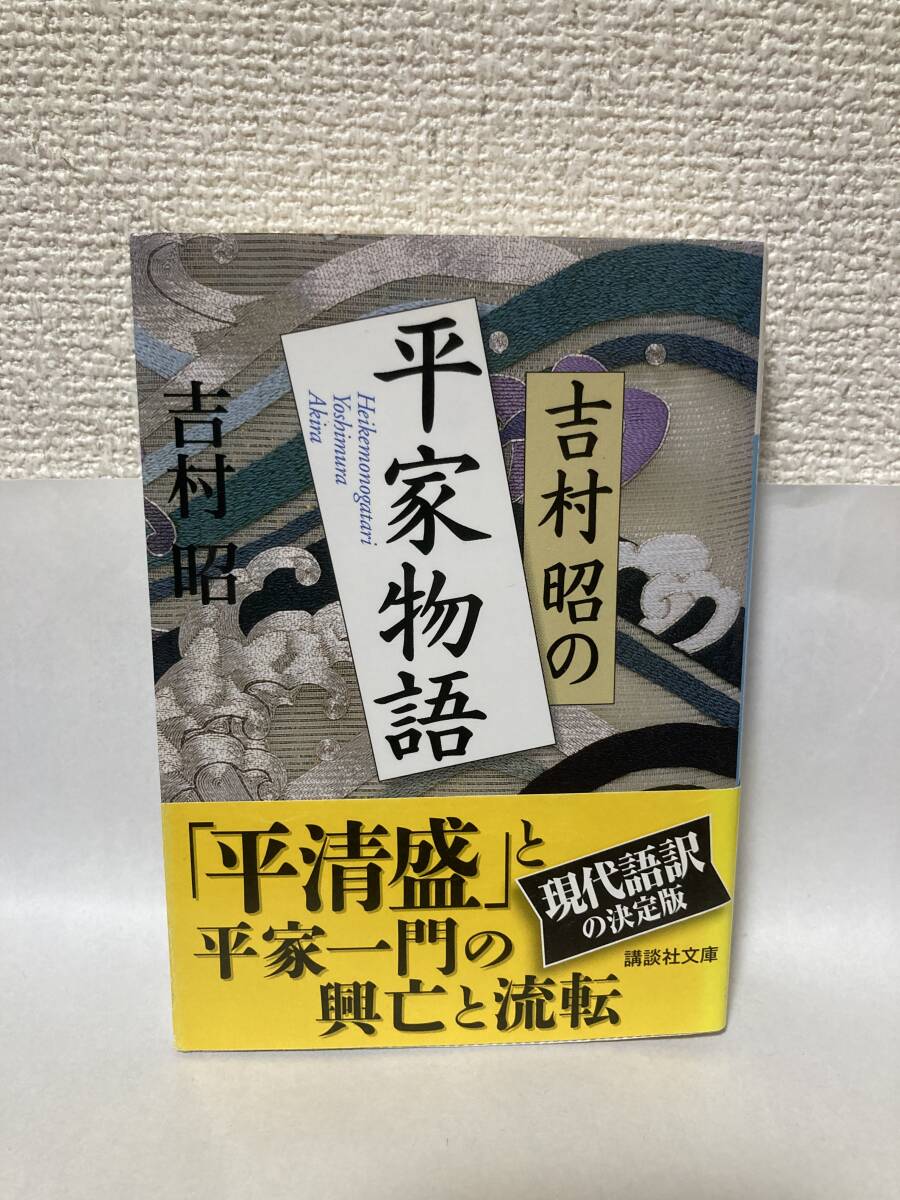 吉村昭の
平家物語
Heikemonogatari
Yoshimura
Akira
吉村昭
「平清盛」と
平家一門の
興亡と流転
現代語訳
の決定版
講談社文庫